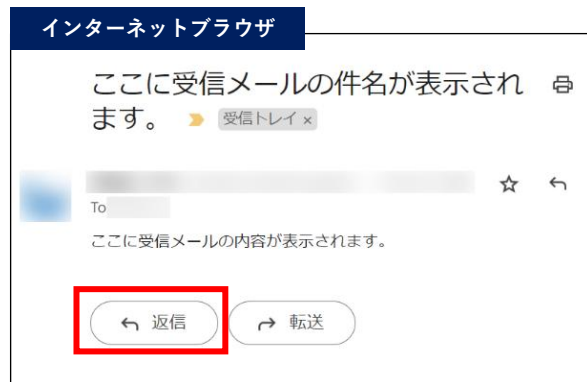 インターネットブラウザ
ここに受信メールの件名が表示され
ます。 受信トレイ ×
To
ここに受信メールの内容が表示されます。
返信 転送